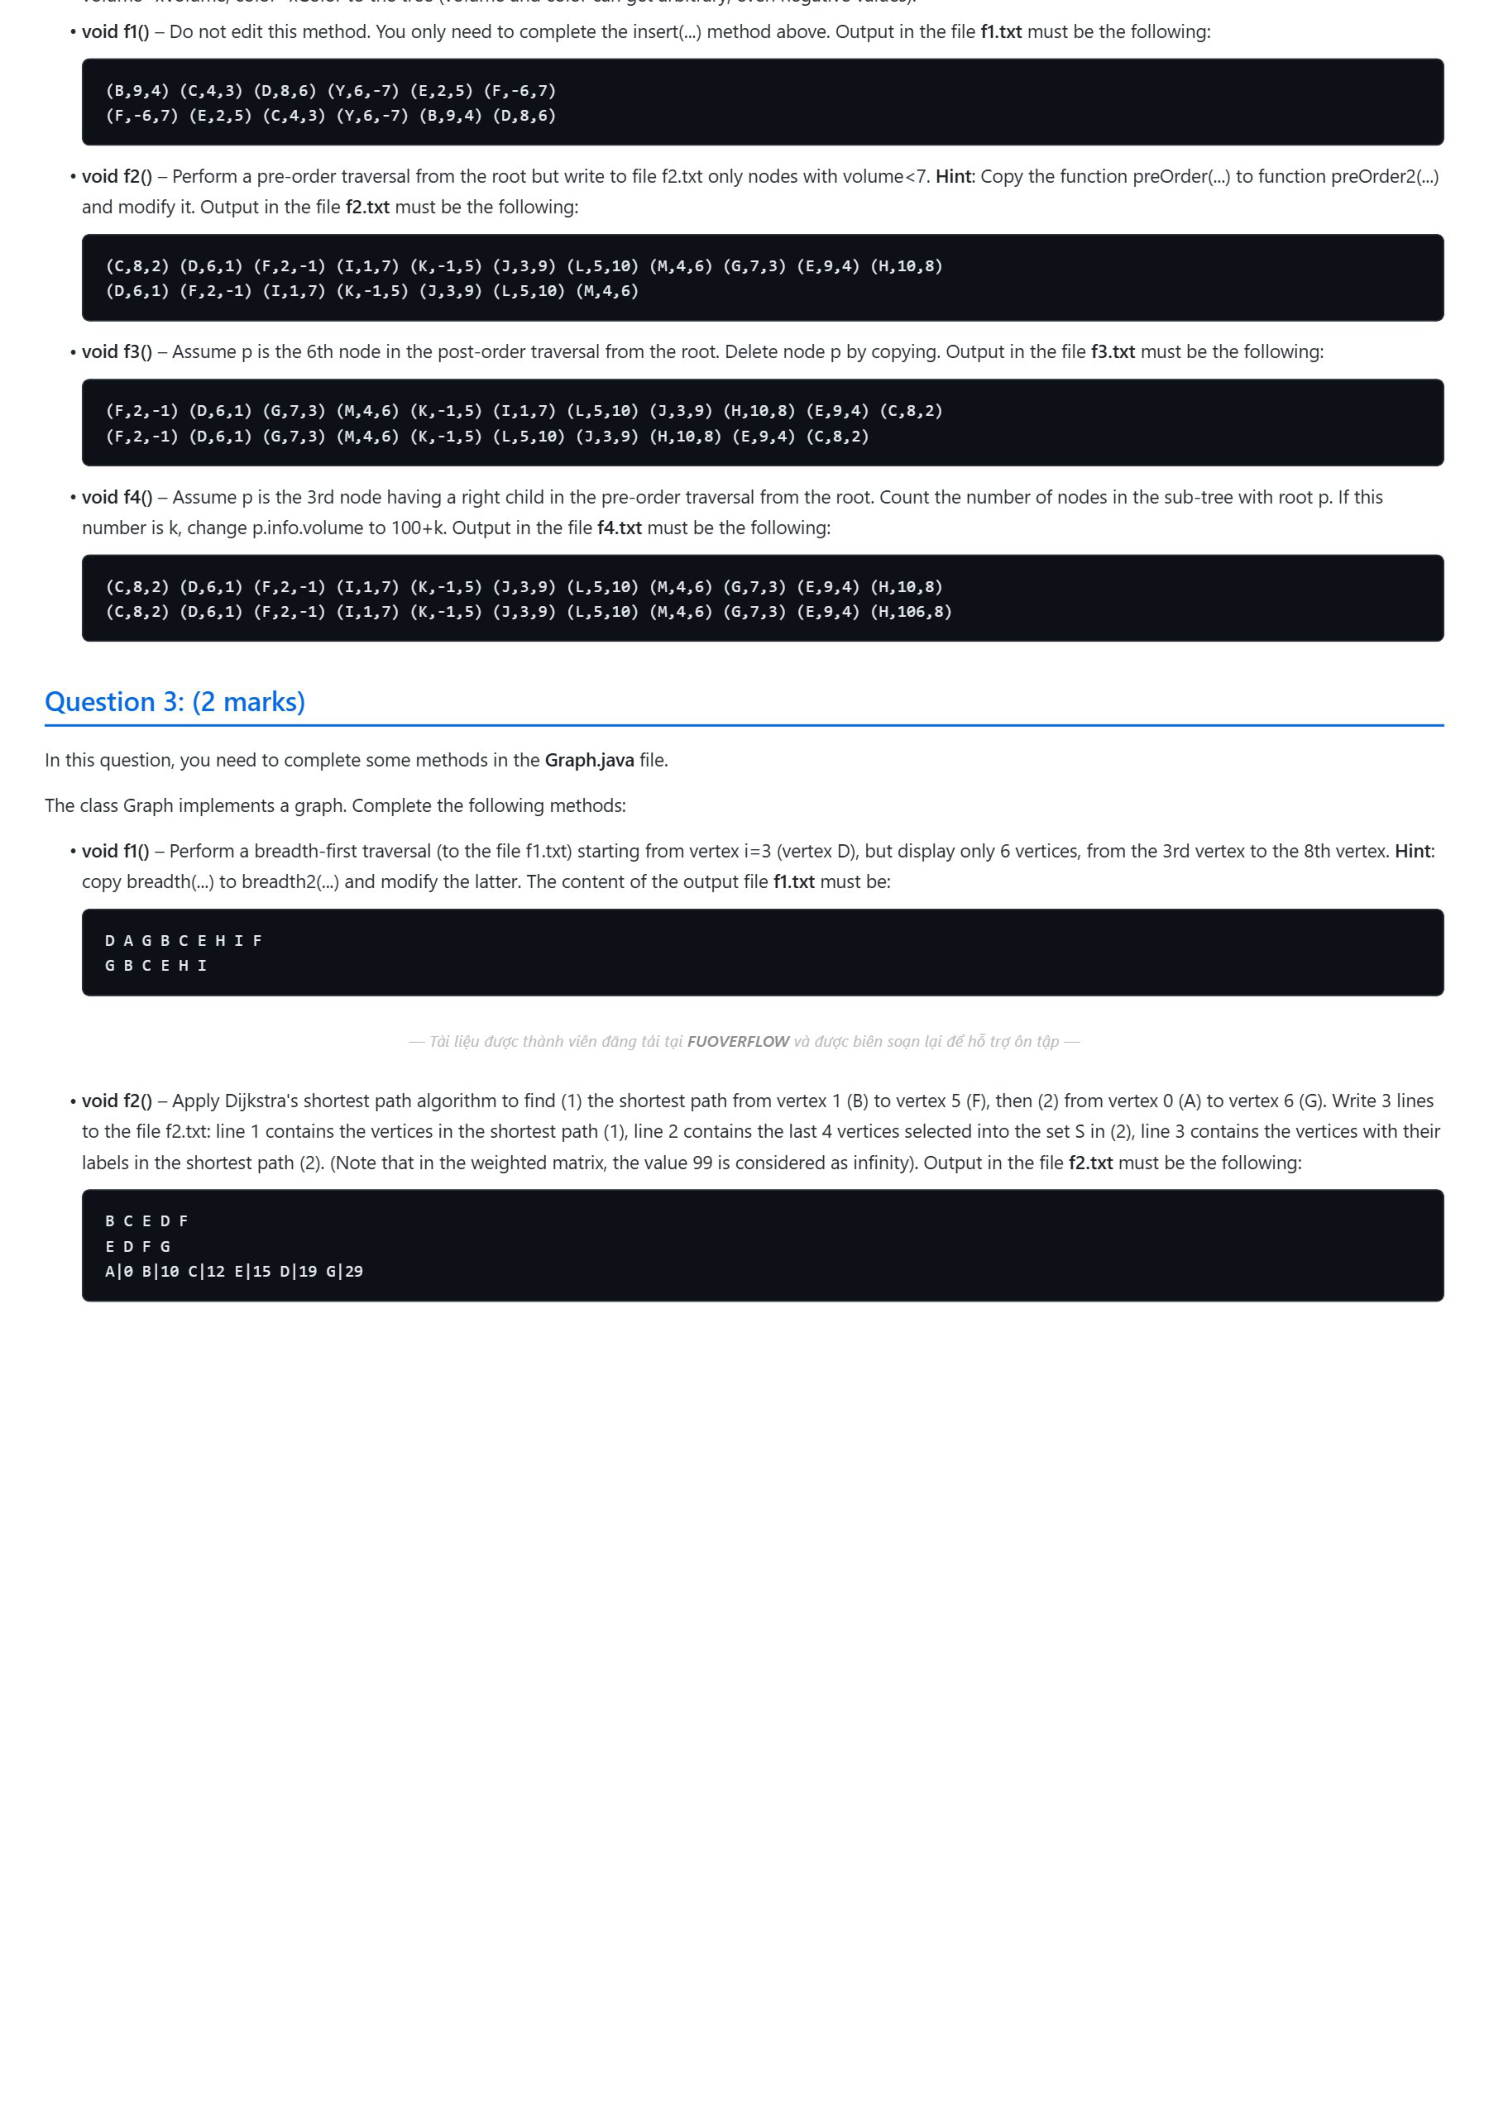 volume=xVolume, color=xColor to the tree (volume and color can get arbitrary, even negative values).
• void f1() – Do not edit this method. You only need to complete the insert(...) method above. Output in the file f1.txt must be the following:
(B,9,4) (C,4,3) (D,8,6) (Y,6,-7) (E,2,5) (F,-6,7)
(F,-6,7) (E,2,5) (C,4,3) (Y,6,-7) (B,9,4) (D,8,6)
• void f2() – Perform a pre-order traversal from the root but write to file f2.txt only nodes with volume<7. Hint: Copy the function preOrder(...) to function preOrder2(...)
and modify it. Output in the file f2.txt must be the following:
(C,8,2) (D,6,1) (F,2,-1) (I,1,7) (K,-1,5) (J,3,9) (L,5,10) (M,4,6) (G,7,3) (E,9,4) (H,10,8)
(D,6,1) (F,2,-1) (I,1,7) (K,-1,5) (J,3,9) (L,5,10) (M,4,6)
• void f3() – Assume p is the 6th node in the post-order traversal from the root. Delete node p by copying. Output in the file f3.txt must be the following:
(F,2,-1) (D,6,1) (G,7,3) (M,4,6) (K,-1,5) (I,1,7) (L,5,10) (J,3,9) (H,10,8) (E,9,4) (C,8,2)
(F,2,-1) (D,6,1) (G,7,3) (M,4,6) (K,-1,5) (L,5,10) (J,3,9) (H,10,8) (E,9,4) (C,8,2)
• void f4() – Assume p is the 3rd node having a right child in the pre-order traversal from the root. Count the number of nodes in the sub-tree with root p. If this
number is k, change p.info.volume to 100+k. Output in the file f4.txt must be the following:
(C,8,2) (D,6,1) (F,2,-1) (I,1,7) (K,-1,5) (J,3,9) (L,5,10) (M,4,6) (G,7,3) (E,9,4) (H,10,8)
(C,8,2) (D,6,1) (F,2,-1) (I,1,7) (K,-1,5) (J,3,9) (L,5,10) (M,4,6) (G,7,3) (E,9,4) (H,106,8)
Question 3: (2 marks)
In this question, you need to complete some methods in the Graph.java file.
The class Graph implements a graph. Complete the following methods:
• void f1() – Perform a breadth-first traversal (to the file f1.txt) starting from vertex i=3 (vertex D), but display only 6 vertices, from the 3rd vertex to the 8th vertex. Hint:
copy breadth(...) to breadth2(...) and modify the latter. The content of the output file f1.txt must be:
D A G B C E H I F
G B C E H I
— Tài liệu được thành viên đăng tải tại FUOVERFLOW và được biên soạn lại để hỗ trợ ôn tập —
• void f2() – Apply Dijkstra's shortest path algorithm to find (1) the shortest path from vertex 1 (B) to vertex 5 (F), then (2) from vertex 0 (A) to vertex 6 (G). Write 3 lines
to the file f2.txt: line 1 contains the vertices in the shortest path (1), line 2 contains the last 4 vertices selected into the set S in (2), line 3 contains the vertices with their
labels in the shortest path (2). (Note that in the weighted matrix, the value 99 is considered as infinity). Output in the file f2.txt must be the following:
B C E D F
E D F G
A|0 B|10 C|12 E|15 D|19 G|29